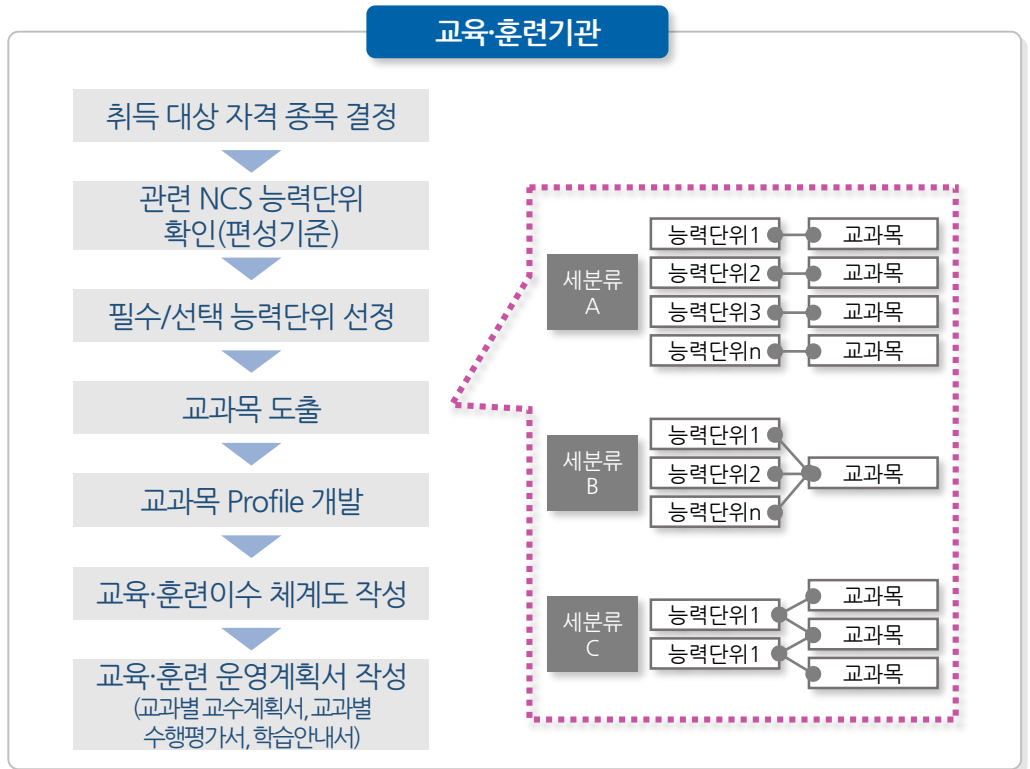 교육·훈련기관
취득 대상 자격 종목 결정
관련 NCS 능력단위
확인(편성기준)
필수/선택 능력단위 선정
교과목 도출
교과목 Profile 개발
교육·훈련이수 체계도 작성
교육·훈련 운영계획서 작성
(교과별 교수계획서, 교과별
수행평가서, 학습안내서)
세분류
A
능력단위1
교과목
능력단위2
교과목
능력단위3
교과목
능력단위n
교과목
세분류
B
능력단위1
능력단위2
능력단위n
교과목
세분류
C
능력단위1
능력단위1
교과목
교과목
교과목